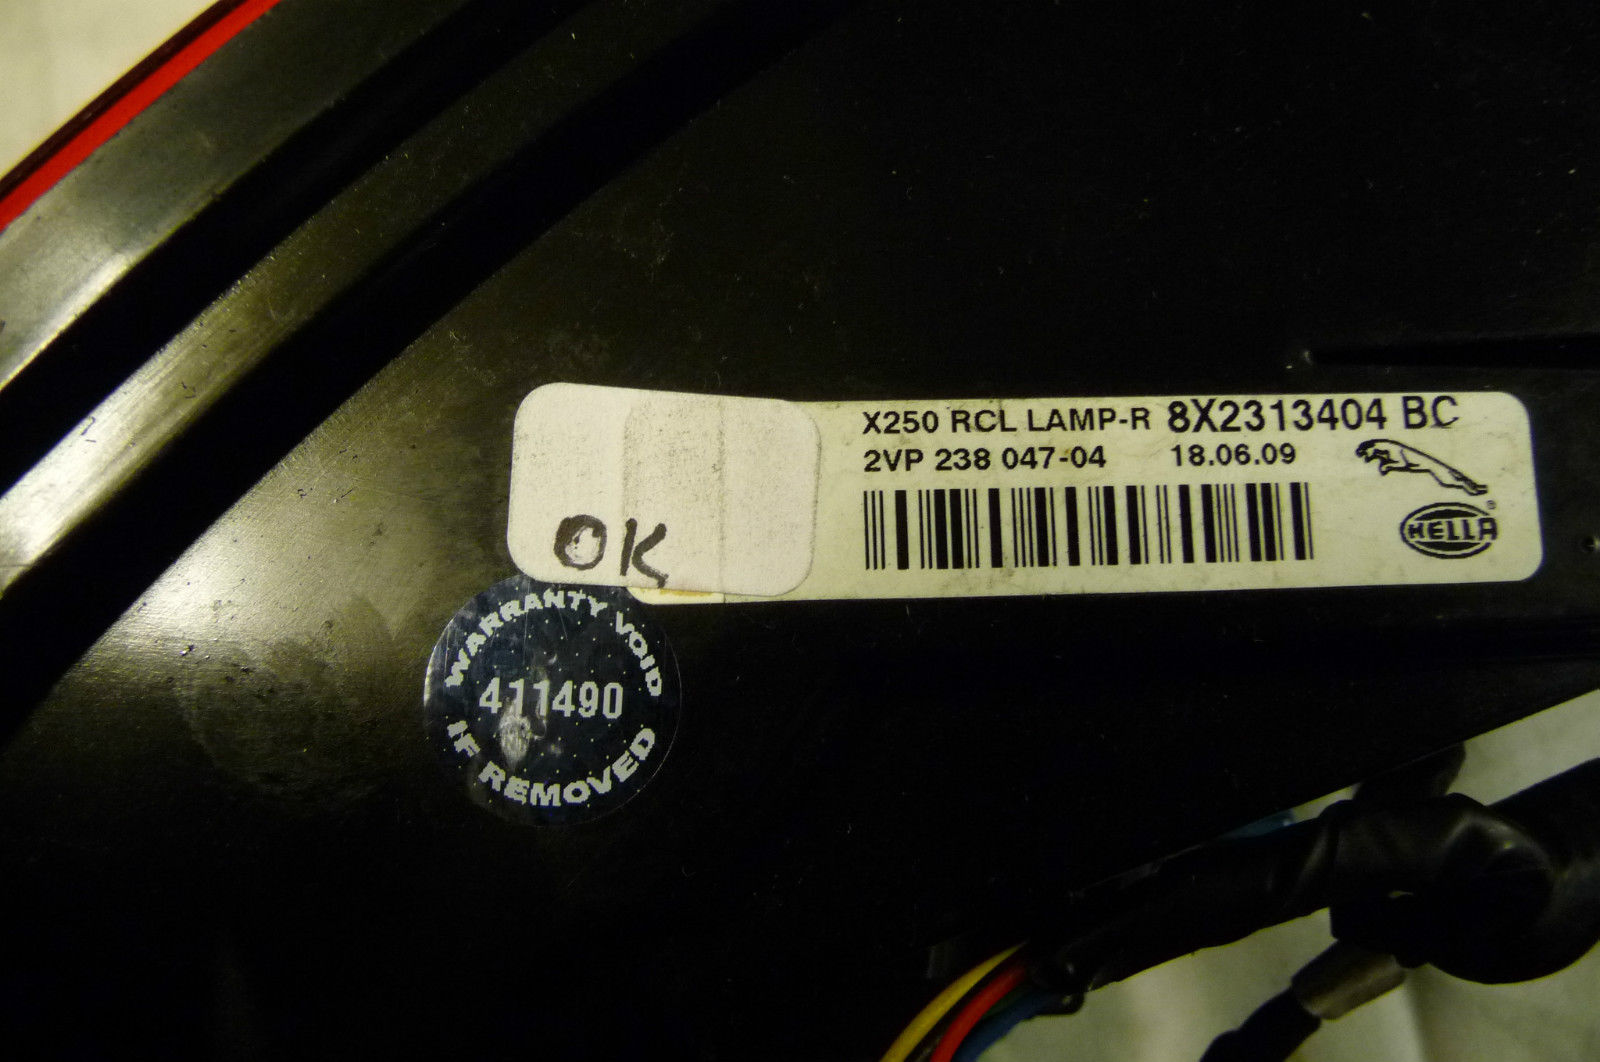 X250 RCL LAMP-R 8X2313404 BC
2VP 238 047-04 18.06.09
HELLA ®
OK
WARRANTY VOID
411490
IF REMOVED